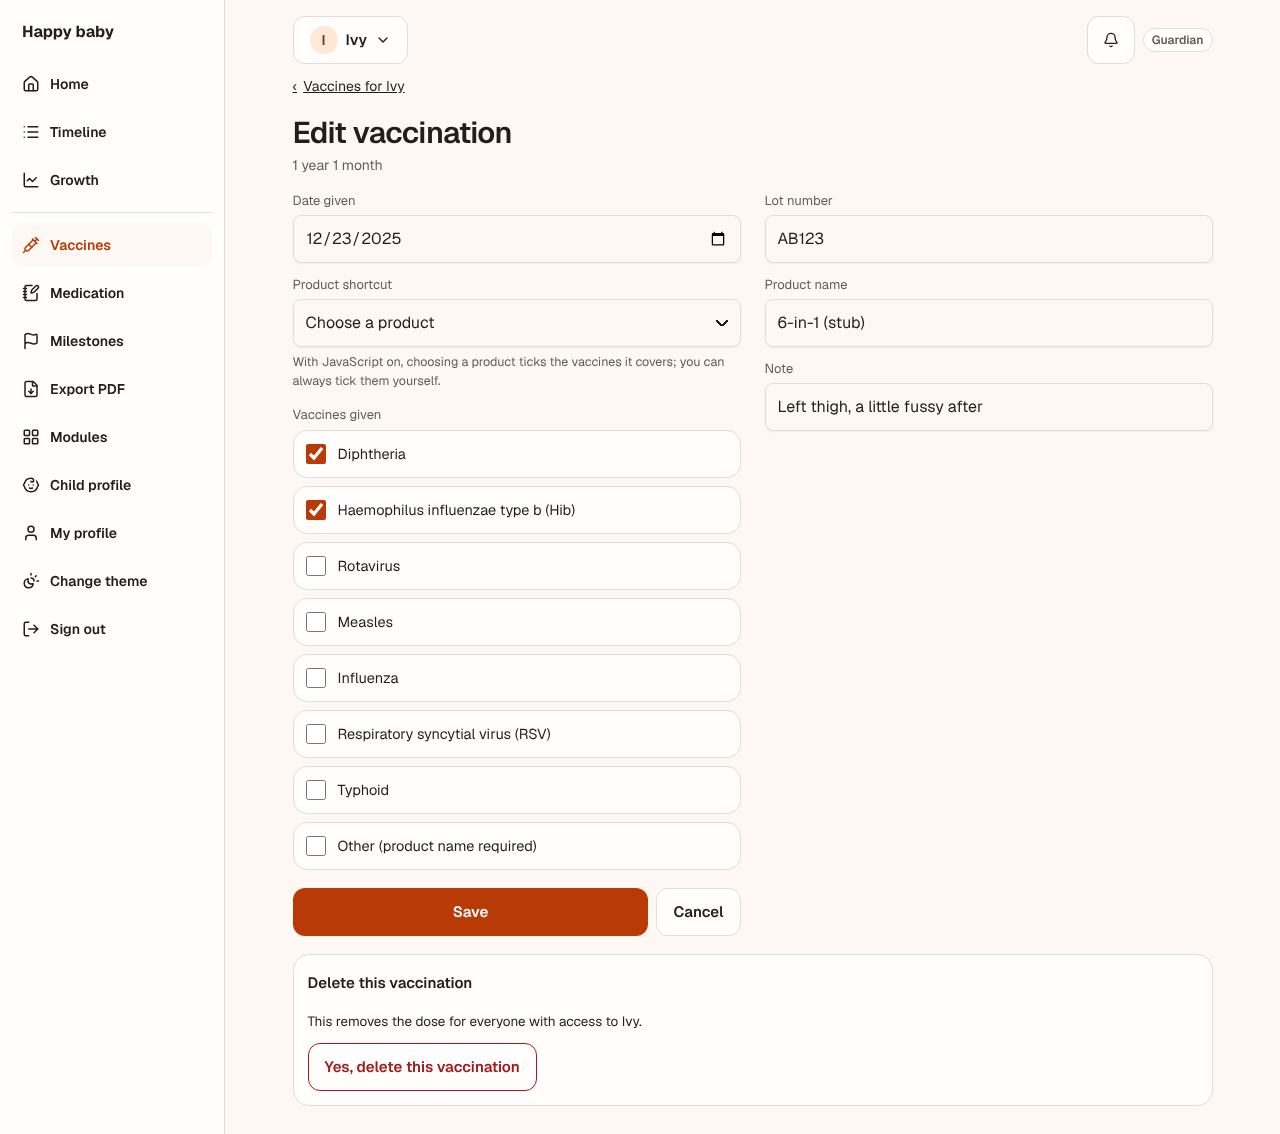 Happy baby
Home
Timeline
Growth
Vaccines
Medication
Milestones
Export PDF
Modules
Child profile
My profile
Change theme
Sign out
I Ivy
Guardian
‹ Vaccines for Ivy
Edit vaccination
1 year 1 month
Date given
12/23/2025
Lot number
AB123
Product shortcut
Choose a product
With JavaScript on, choosing a product ticks the vaccines it covers; you can
always tick them yourself.
Product name
6-in-1 (stub)
Note
Left thigh, a little fussy after
Vaccines given
Diphtheria
Haemophilus influenzae type b (Hib)
Rotavirus
Measles
Influenza
Respiratory syncytial virus (RSV)
Typhoid
Other (product name required)
Save
Cancel
Delete this vaccination
This removes the dose for everyone with access to Ivy.
Yes, delete this vaccination